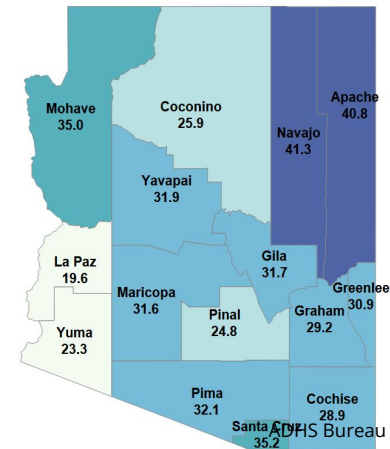 Mohave
35.0
Coconino
25.9
Navajo
41.3
Apache
40.8
Yavapai
31.9
La Paz
19.6
Yuma
23.3
Maricopa
31.6
Gila
31.7
Pinal
24.8
Greenlee
30.9
Graham
29.2
Pima
32.1
Santa Cruz
35.2
Cochise
28.9
ADHS Bureau